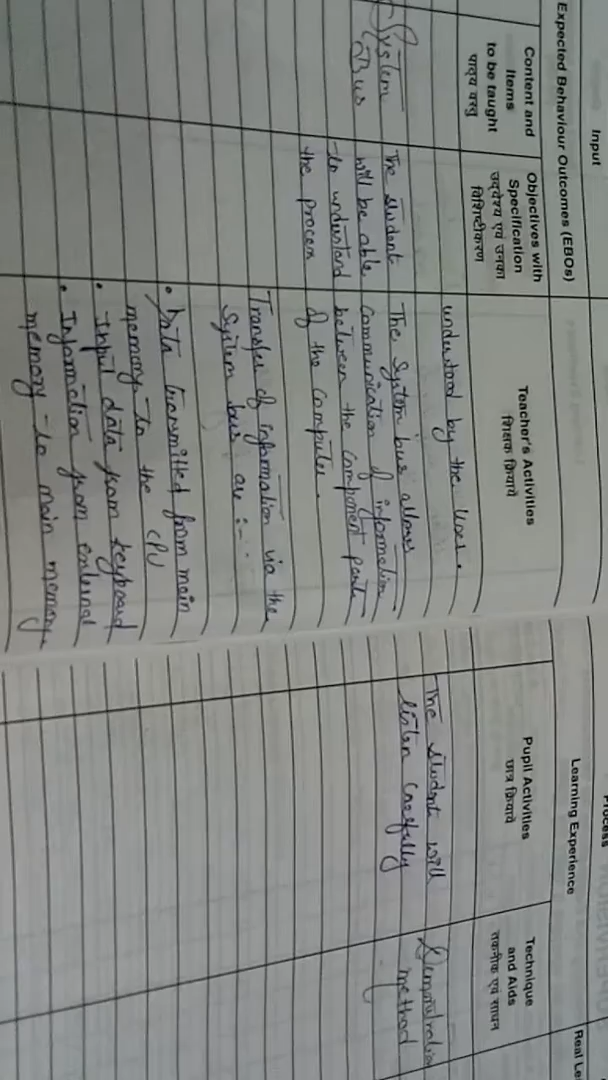 Input
Process
Expected Behaviour Outcomes (EBOs)
Learning Experience
Real Le
Content and
Items
to be taught
पाठ्य वस्तु
Objectives with
Specification
उद्देश्य एवं उनका
विशिष्टीकरण
Teacher's Activities
शिक्षक क्रियायें
Pupil Activities
छात्र क्रियायें
Technique
and Aids
तकनीक एवं साधन
understood by the user.
System
Bus
The student
will be able
to understand
the process
The System bus allows
communication of information
between the component parts
of the computer.
Transfer of information via the
System bus are :-
• Data transmitted from main
memory to the CPU
• Input data from keyboard
• Information from external
memory to main memory.
The student will
listen carefully
Demonstration
method